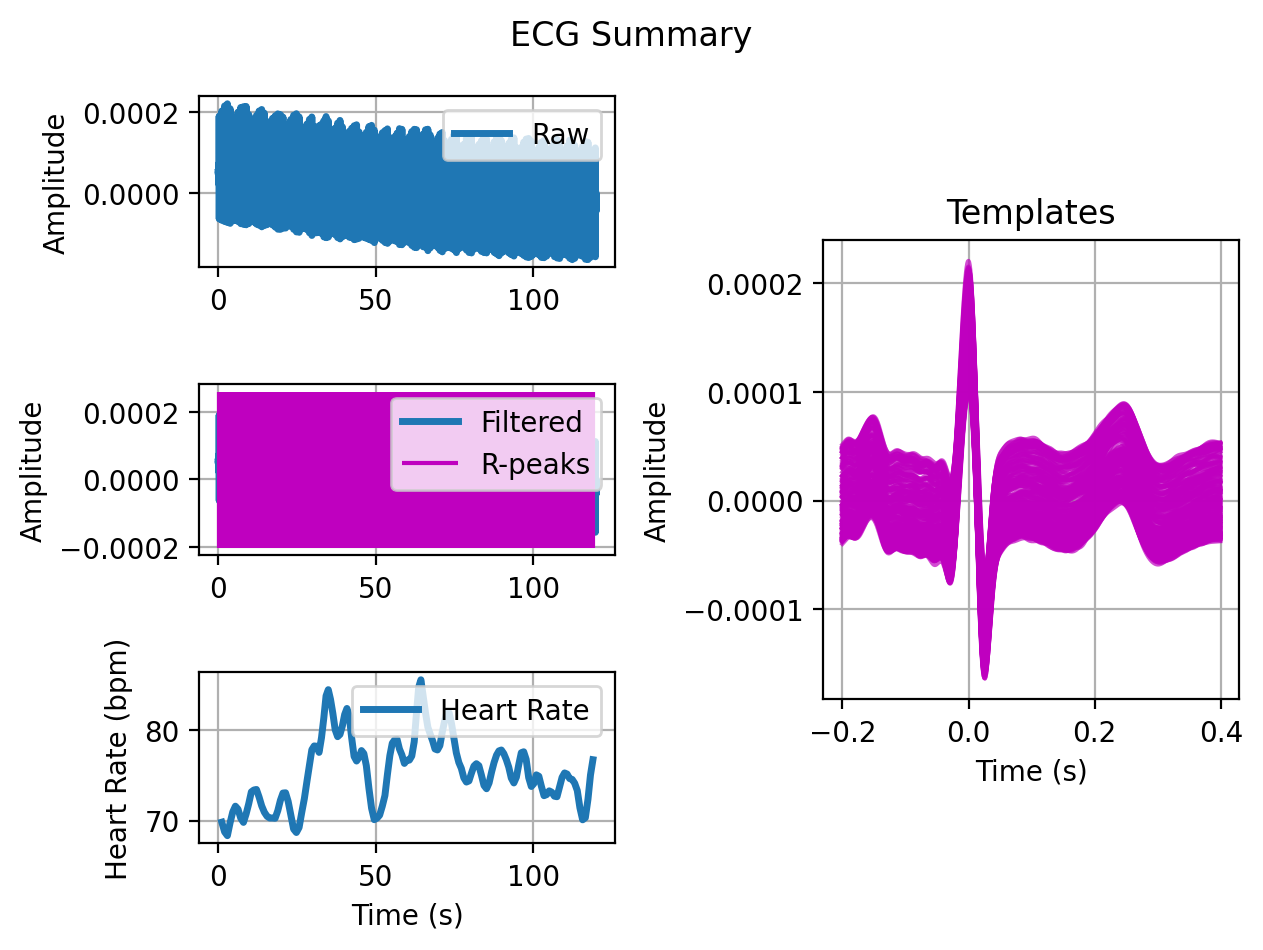 ECG Summary
Amplitude
0.0002
0.0000
Raw
0 50 100
Amplitude
0.0002
0.0000
−0.0002
Filtered
R-peaks
0 50 100
Heart Rate (bpm)
80
70
Heart Rate
0 50 100
Time (s)
Templates
Amplitude
0.0002
0.0001
0.0000
−0.0001
−0.2 0.0 0.2 0.4
Time (s)